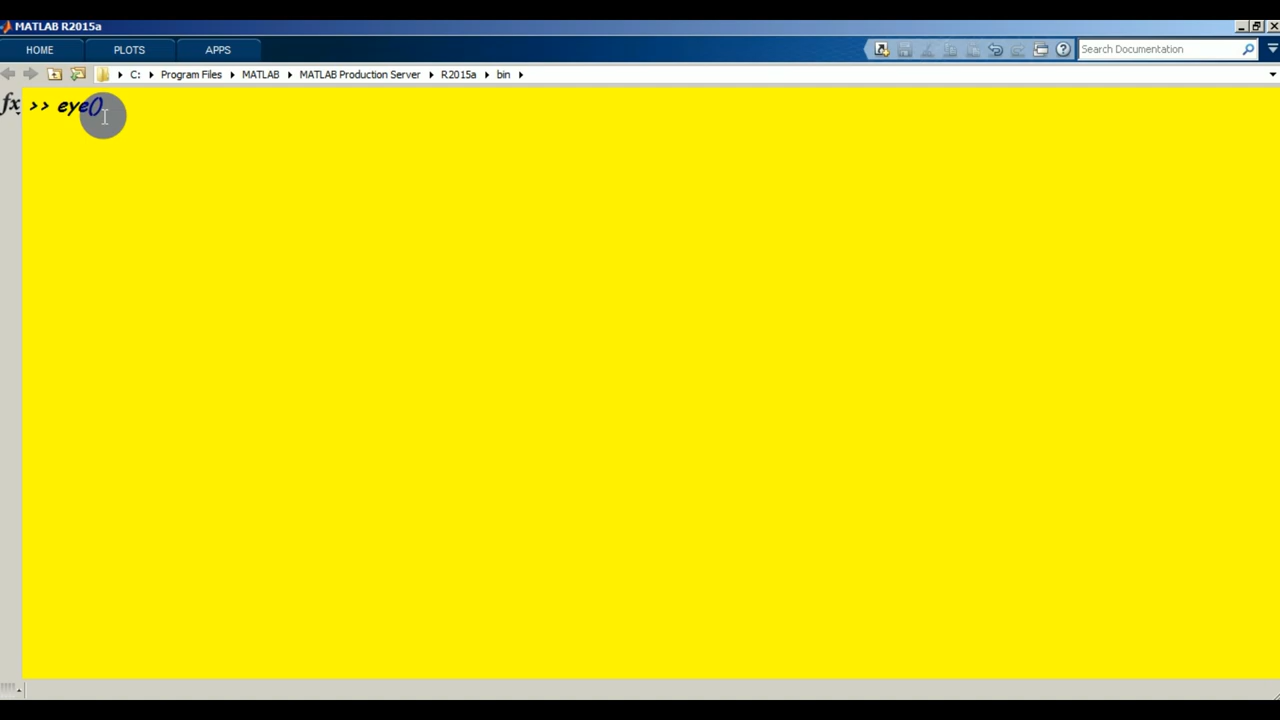 MATLAB R2015a
HOME PLOTS APPS Search Documentation
C: Program Files MATLAB MATLAB Production Server R2015a bin
fx >> eye()